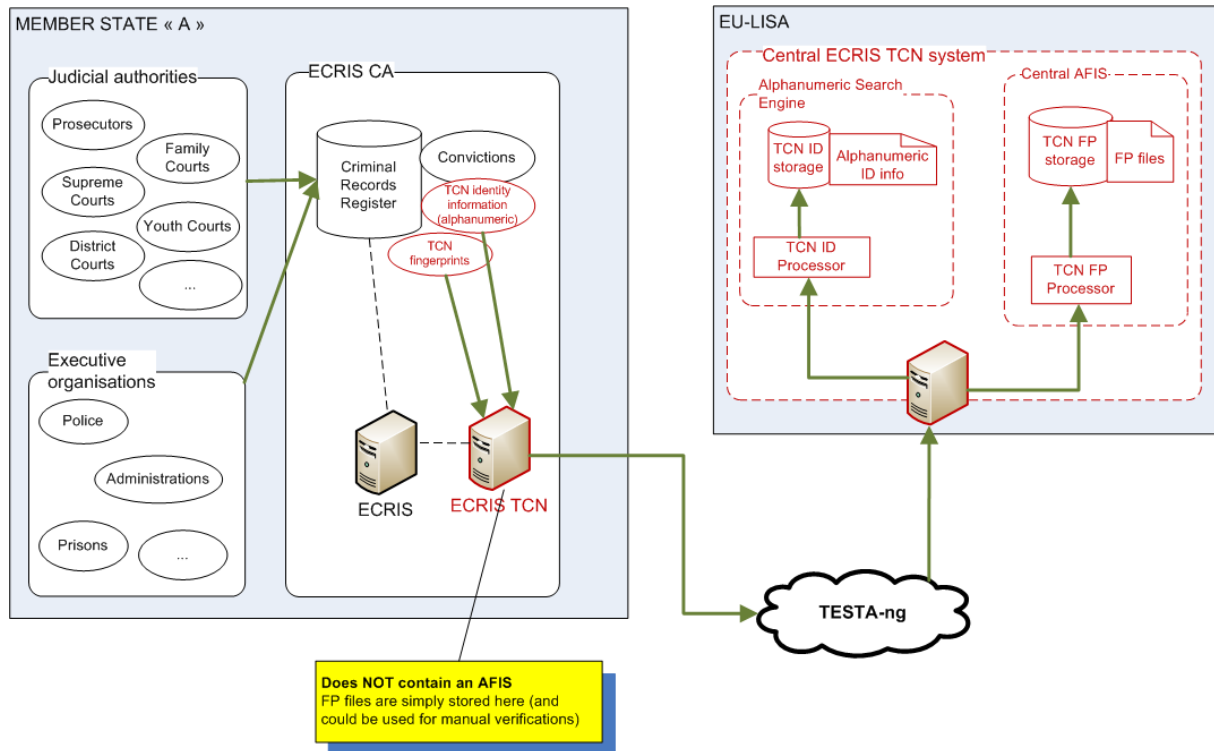 MEMBER STATE « A »
Judicial authorities
Prosecutors
Family
Courts
Supreme
Courts
Youth Courts
District
Courts
...
Executive
organisations
Police
Administrations
Prisons
...
ECRIS CA
Criminal
Records
Register
Convictions
TCN identity
information
(alphanumeric)
TCN
fingerprints
ECRIS
ECRIS TCN
Does NOT contain an AFIS
FP files are simply stored here (and
could be used for manual verifications)
TESTA-ng
EU-LISA
Central ECRIS TCN system
Alphanumeric Search
Engine
TCN ID
storage
Alphanumeric
ID info
TCN ID
Processor
Central AFIS
TCN FP
storage
FP files
TCN FP
Processor